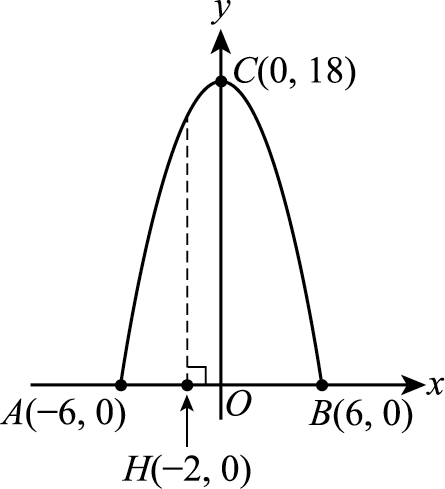 y
C(0, 18)
x
A(−6, 0)
O
B(6, 0)
H(−2, 0)